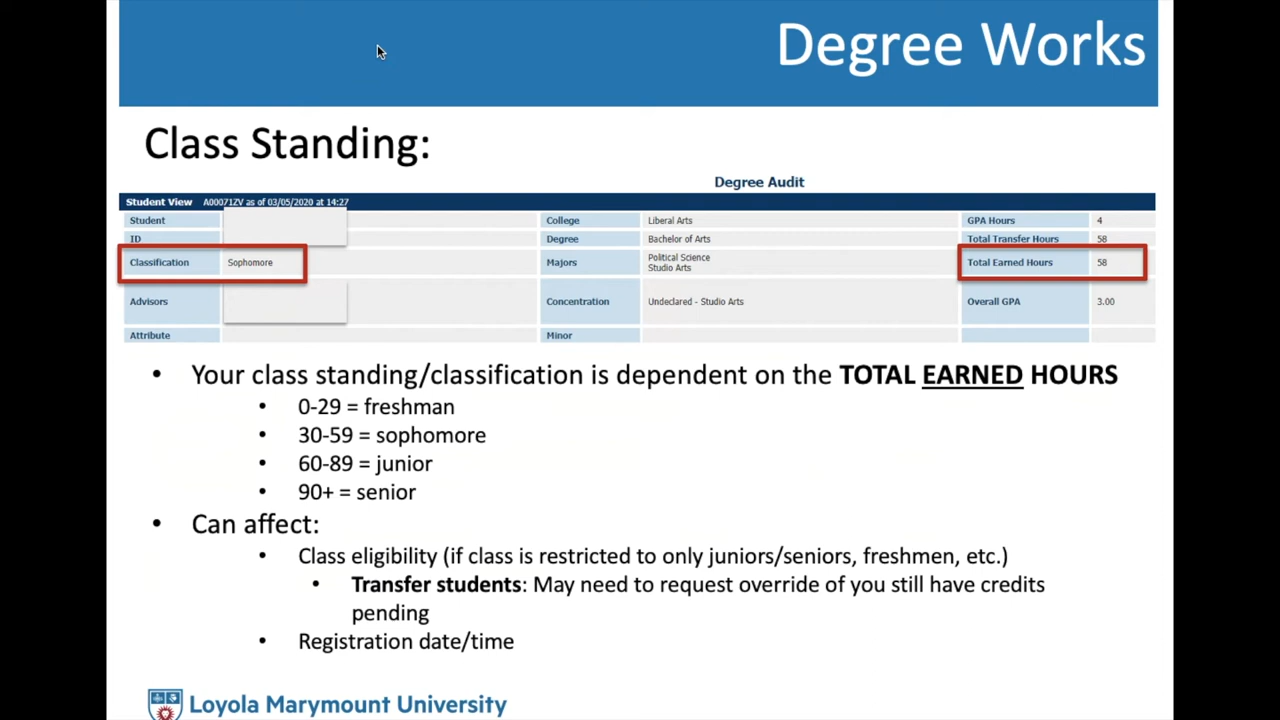 Degree Works
Class Standing:
Degree Audit
Student View A00071ZV as of 03/05/2020 at 14:27
Student College Liberal Arts GPA Hours 4
ID Degree Bachelor of Arts Total Transfer Hours 58
Classification Sophomore Majors Political Science Total Earned Hours 58
Studio Arts
Advisors Concentration Undeclared - Studio Arts Overall GPA 3.00
Attribute Minor
• Your class standing/classification is dependent on the TOTAL EARNED HOURS
• 0-29 = freshman
• 30-59 = sophomore
• 60-89 = junior
• 90+ = senior
• Can affect:
• Class eligibility (if class is restricted to only juniors/seniors, freshmen, etc.)
• Transfer students: May need to request override of you still have credits
pending
• Registration date/time
Loyola Marymount University